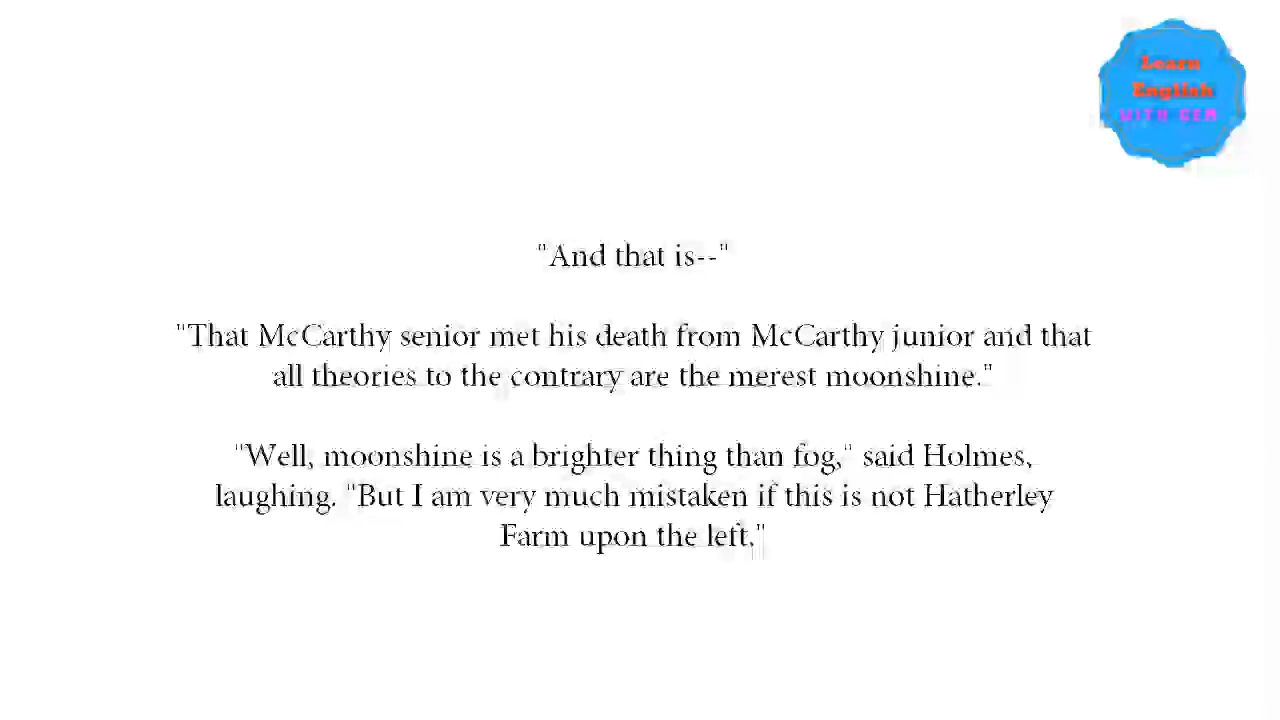 Learn
English
WITH GEM
"And that is--"
"That McCarthy senior met his death from McCarthy junior and that
all theories to the contrary are the merest moonshine."
"Well, moonshine is a brighter thing than fog," said Holmes,
laughing. "But I am very much mistaken if this is not Hatherley
Farm upon the left."